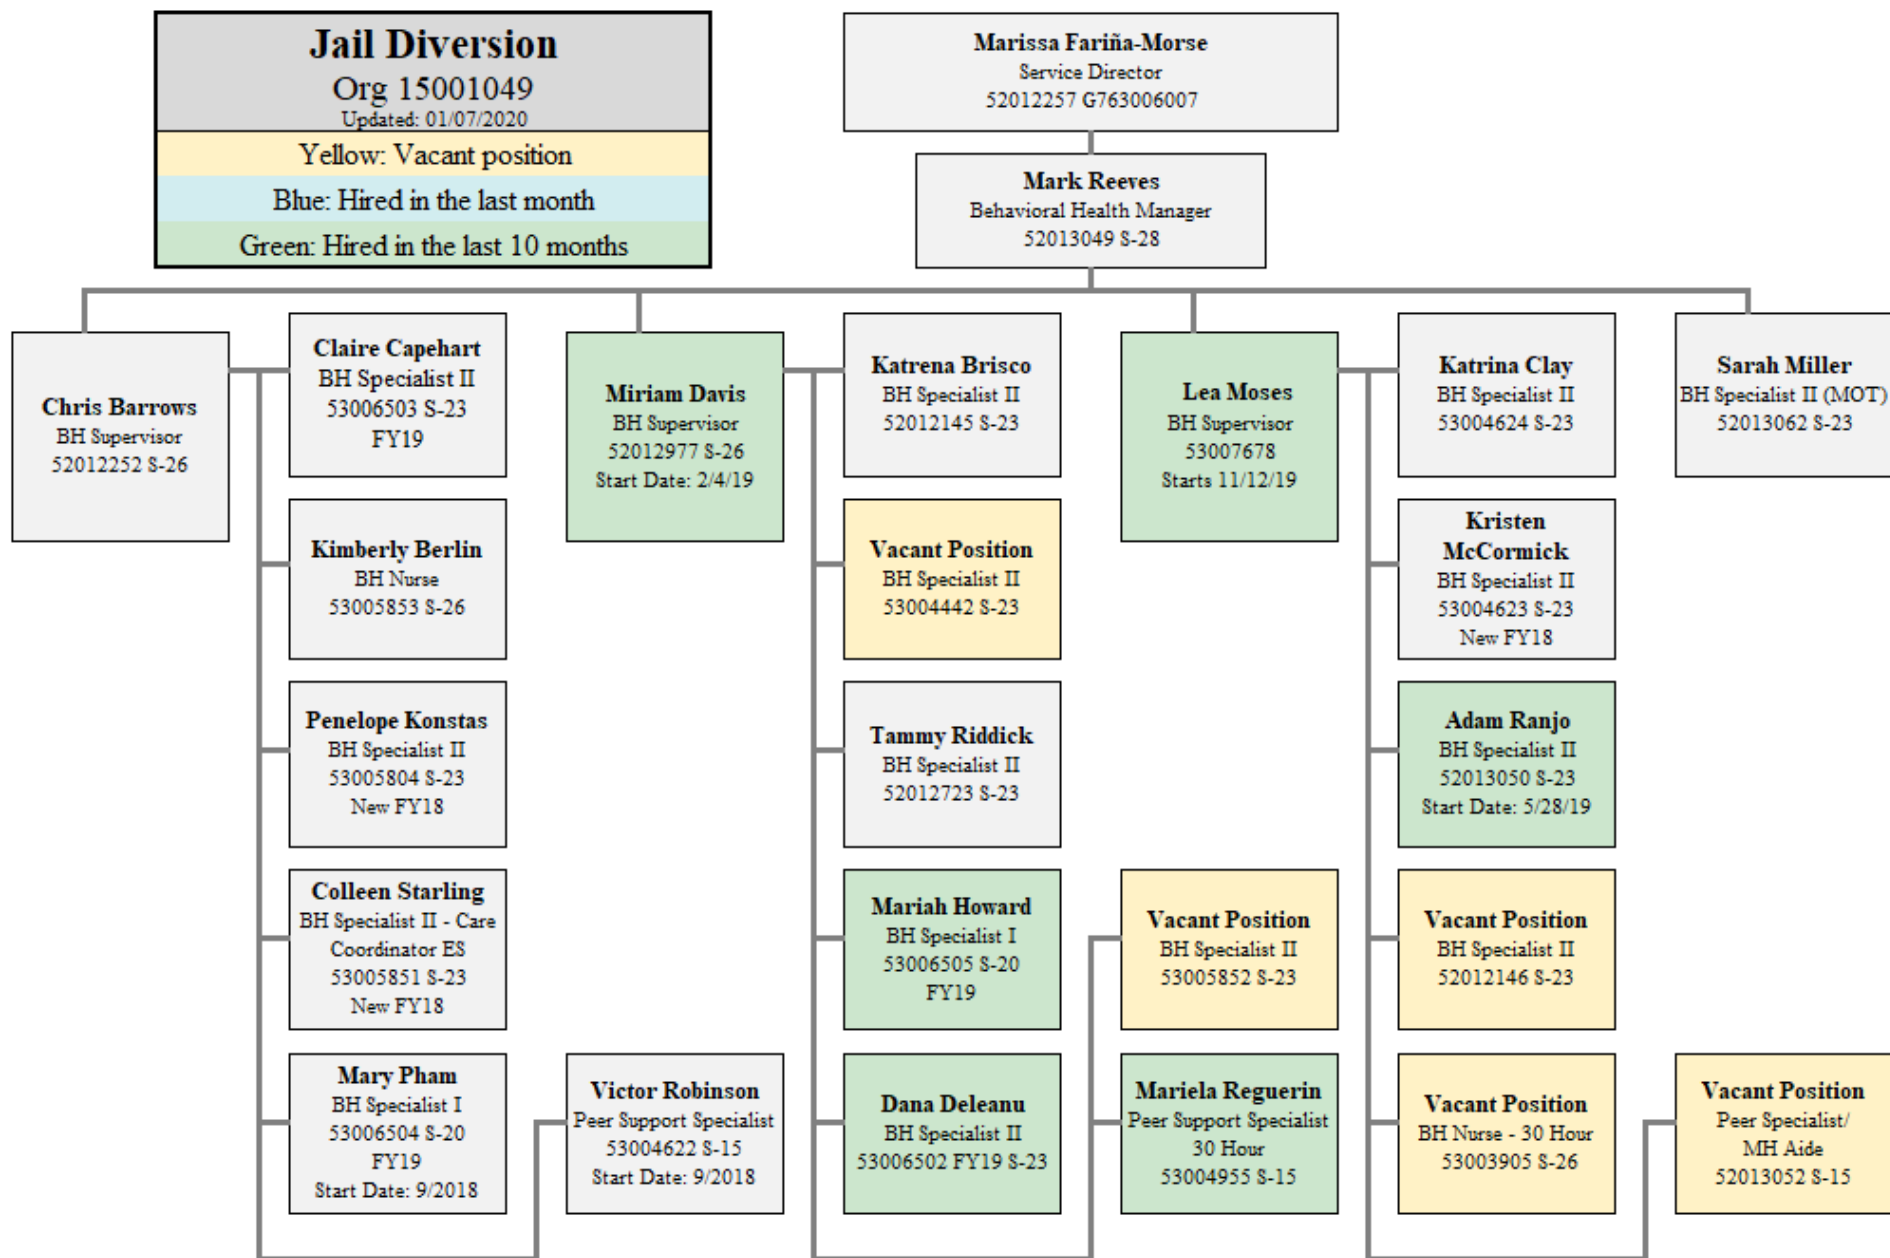 Jail Diversion
Org 15001049
Updated: 01/07/2020
Yellow: Vacant position
Blue: Hired in the last month
Green: Hired in the last 10 months
Marissa Fariña-Morse
Service Director
52012257 G763006007
Mark Reeves
Behavioral Health Manager
52013049 S-28
Chris Barrows
BH Supervisor
52012252 S-26
Claire Capehart
BH Specialist II
53006503 S-23
FY19
Kimberly Berlin
BH Nurse
53005853 S-26
Penelope Konstas
BH Specialist II
53005804 S-23
New FY18
Colleen Starling
BH Specialist II - Care
Coordinator ES
53005851 S-23
New FY18
Mary Pham
BH Specialist I
53006504 S-20
FY19
Start Date: 9/2018
Victor Robinson
Peer Support Specialist
53004622 S-15
Start Date: 9/2018
Miriam Davis
BH Supervisor
52012977 S-26
Start Date: 2/4/19
Katrena Brisco
BH Specialist II
52012145 S-23
Vacant Position
BH Specialist II
53004442 S-23
Tammy Riddick
BH Specialist II
52012723 S-23
Mariah Howard
BH Specialist I
53006505 S-20
FY19
Dana Deleanu
BH Specialist II
53006502 FY19 S-23
Vacant Position
BH Specialist II
53005852 S-23
Mariela Reguerin
Peer Support Specialist
30 Hour
53004955 S-15
Lea Moses
BH Supervisor
53007678
Starts 11/12/19
Katrina Clay
BH Specialist II
53004624 S-23
Kristen
McCormick
BH Specialist II
53004623 S-23
New FY18
Adam Ranjo
BH Specialist II
52013050 S-23
Start Date: 5/28/19
Vacant Position
BH Specialist II
52012146 S-23
Vacant Position
BH Nurse - 30 Hour
53003905 S-26
Vacant Position
Peer Specialist/
MH Aide
52013052 S-15
Sarah Miller
BH Specialist II (MOT)
52013062 S-23